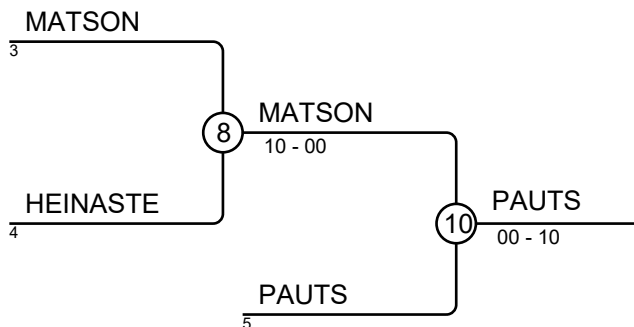 MATSON
3
8
MATSON
10 - 00
HEINASTE
4
10
PAUTS
00 - 10
PAUTS
5